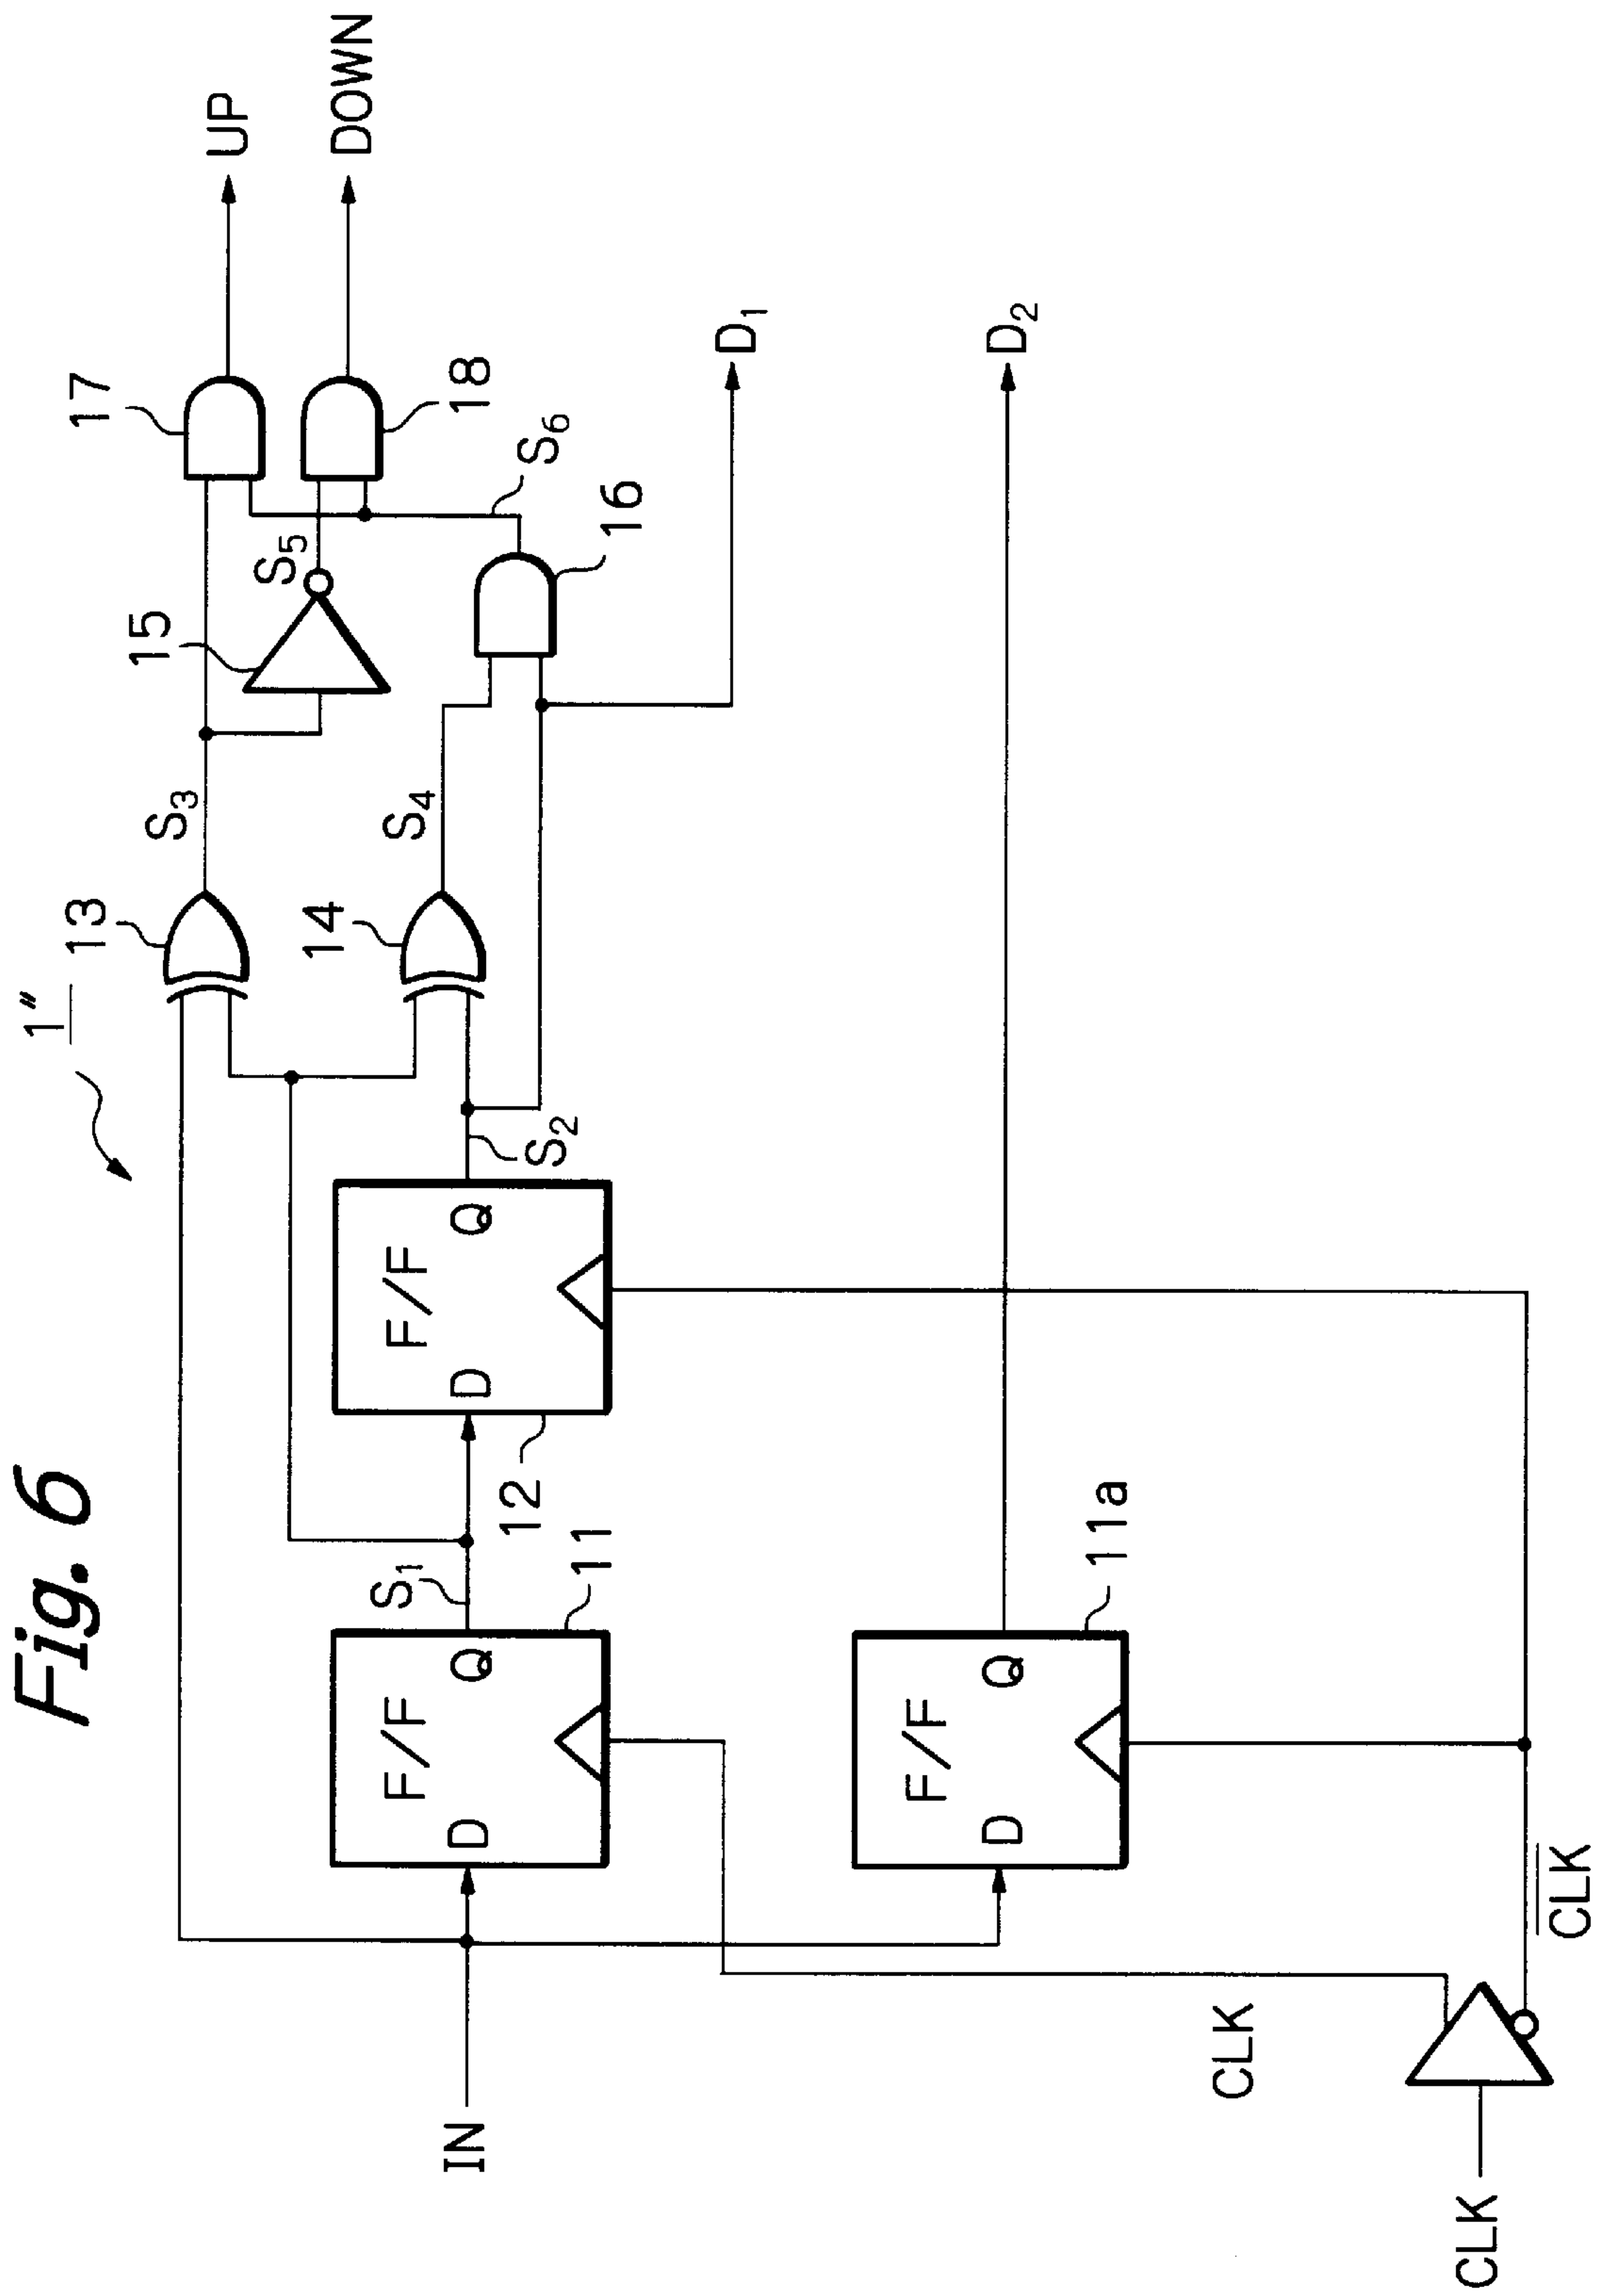 Fig. 6
1"
UP
DOWN
17
18
S6
S5
15
16
S3
S4
13
14
D1
D2
S2
F/F
D
Q
12
S1
F/F
D
Q
11
F/F
D
Q
11a
IN
CLK
C̅L̅K̅
CLK